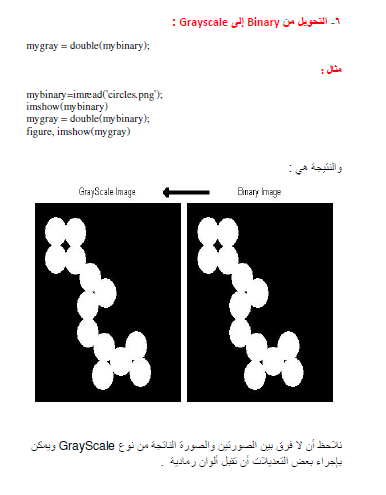 ٦- التحويل من Binary إلى Grayscale :
mygray = double(mybinary);
مثال :
mybinary=imread('circles.png');
imshow(mybinary)
mygray = double(mybinary);
figure, imshow(mygray)
والنتيجة هي :
GrayScale Image Binary Image
نلاحظ أن لا فرق بين الصورتين والصورة الناتجة من نوع GrayScale ويمكن
بإجراء بعض التعديلات أن تقبل ألوان رمادية .